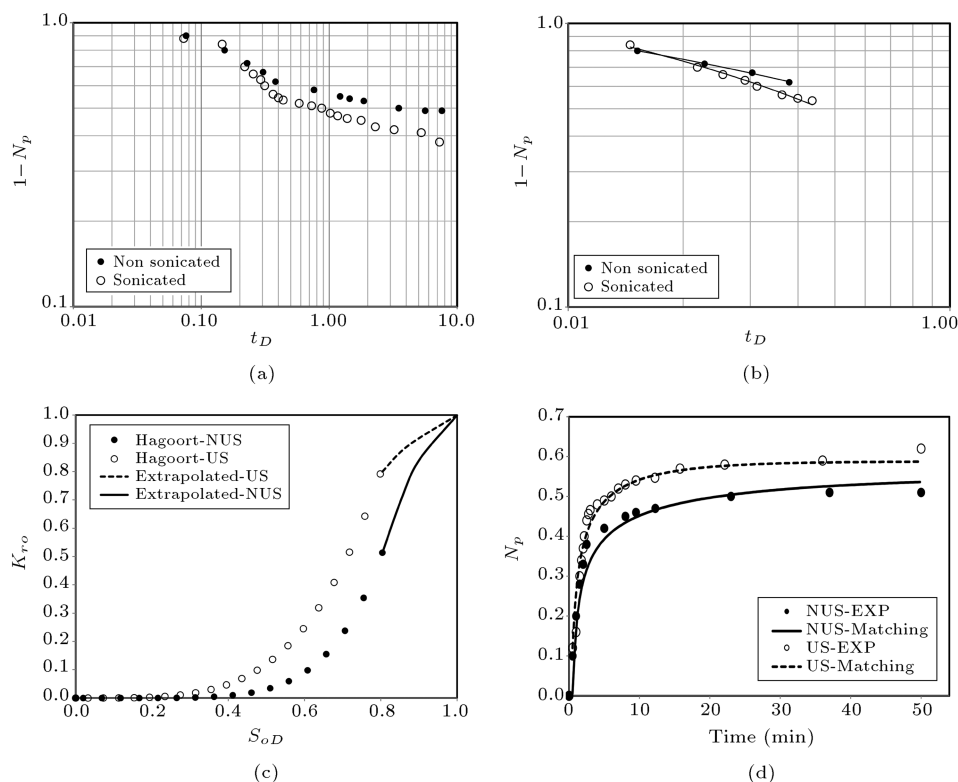 1.0
0.1
0.01
0.10
1.00
10.0
1−N_p
t_D
Non sonicated
Sonicated
(a)
1.0
0.1
0.01
1.00
1−N_p
t_D
Non sonicated
Sonicated
(b)
1.0
0.9
0.8
0.7
0.6
0.5
0.4
0.3
0.2
0.1
0.0
0.0
0.2
0.4
0.6
0.8
1.0
K_ro
S_oD
Hagoort-NUS
Hagoort-US
Extrapolated-US
Extrapolated-NUS
(c)
0.7
0.6
0.5
0.4
0.3
0.2
0.1
0.0
0
10
20
30
40
50
N_p
Time (min)
NUS-EXP
NUS-Matching
US-EXP
US-Matching
(d)